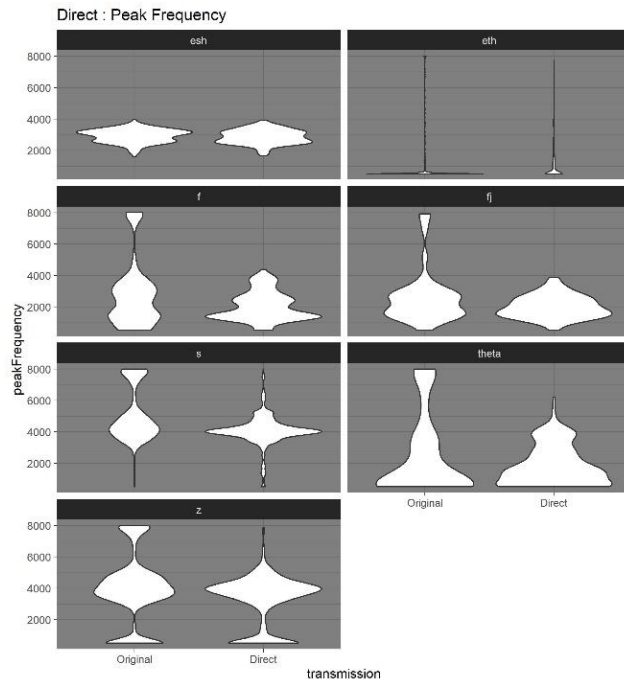 Direct : Peak Frequency
esh
eth
8000
6000
4000
2000
f
fj
8000
6000
4000
2000
s
theta
8000
6000
4000
2000
Original Direct
z
8000
6000
4000
2000
Original Direct
peakFrequency
transmission